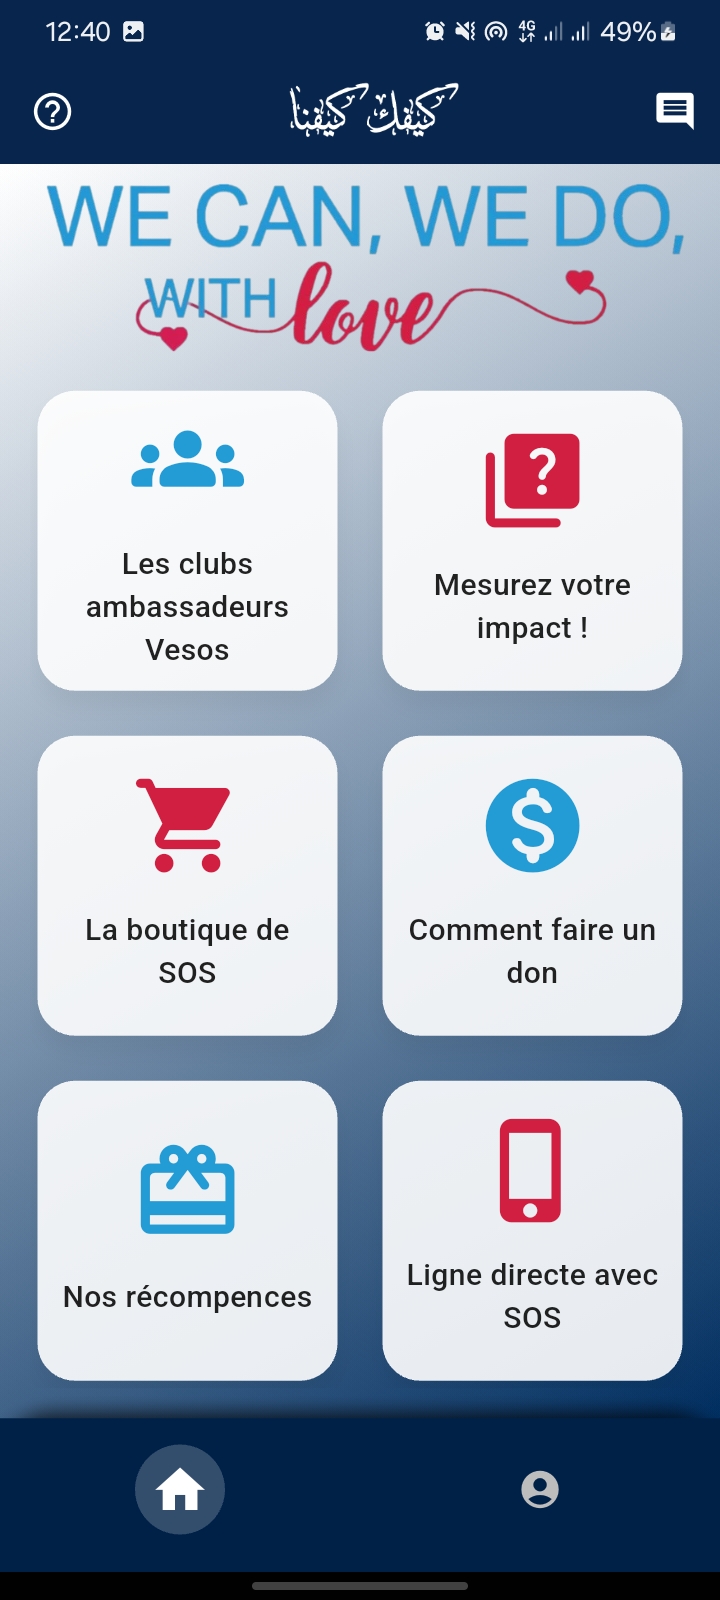 12:40
4G
49%
كيفك كيفنا
WE CAN, WE DO,
WITH love
Les clubs
ambassadeurs
Vesos
Mesurez votre
impact !
La boutique de
SOS
Comment faire un
don
Nos récompences
Ligne directe avec
SOS